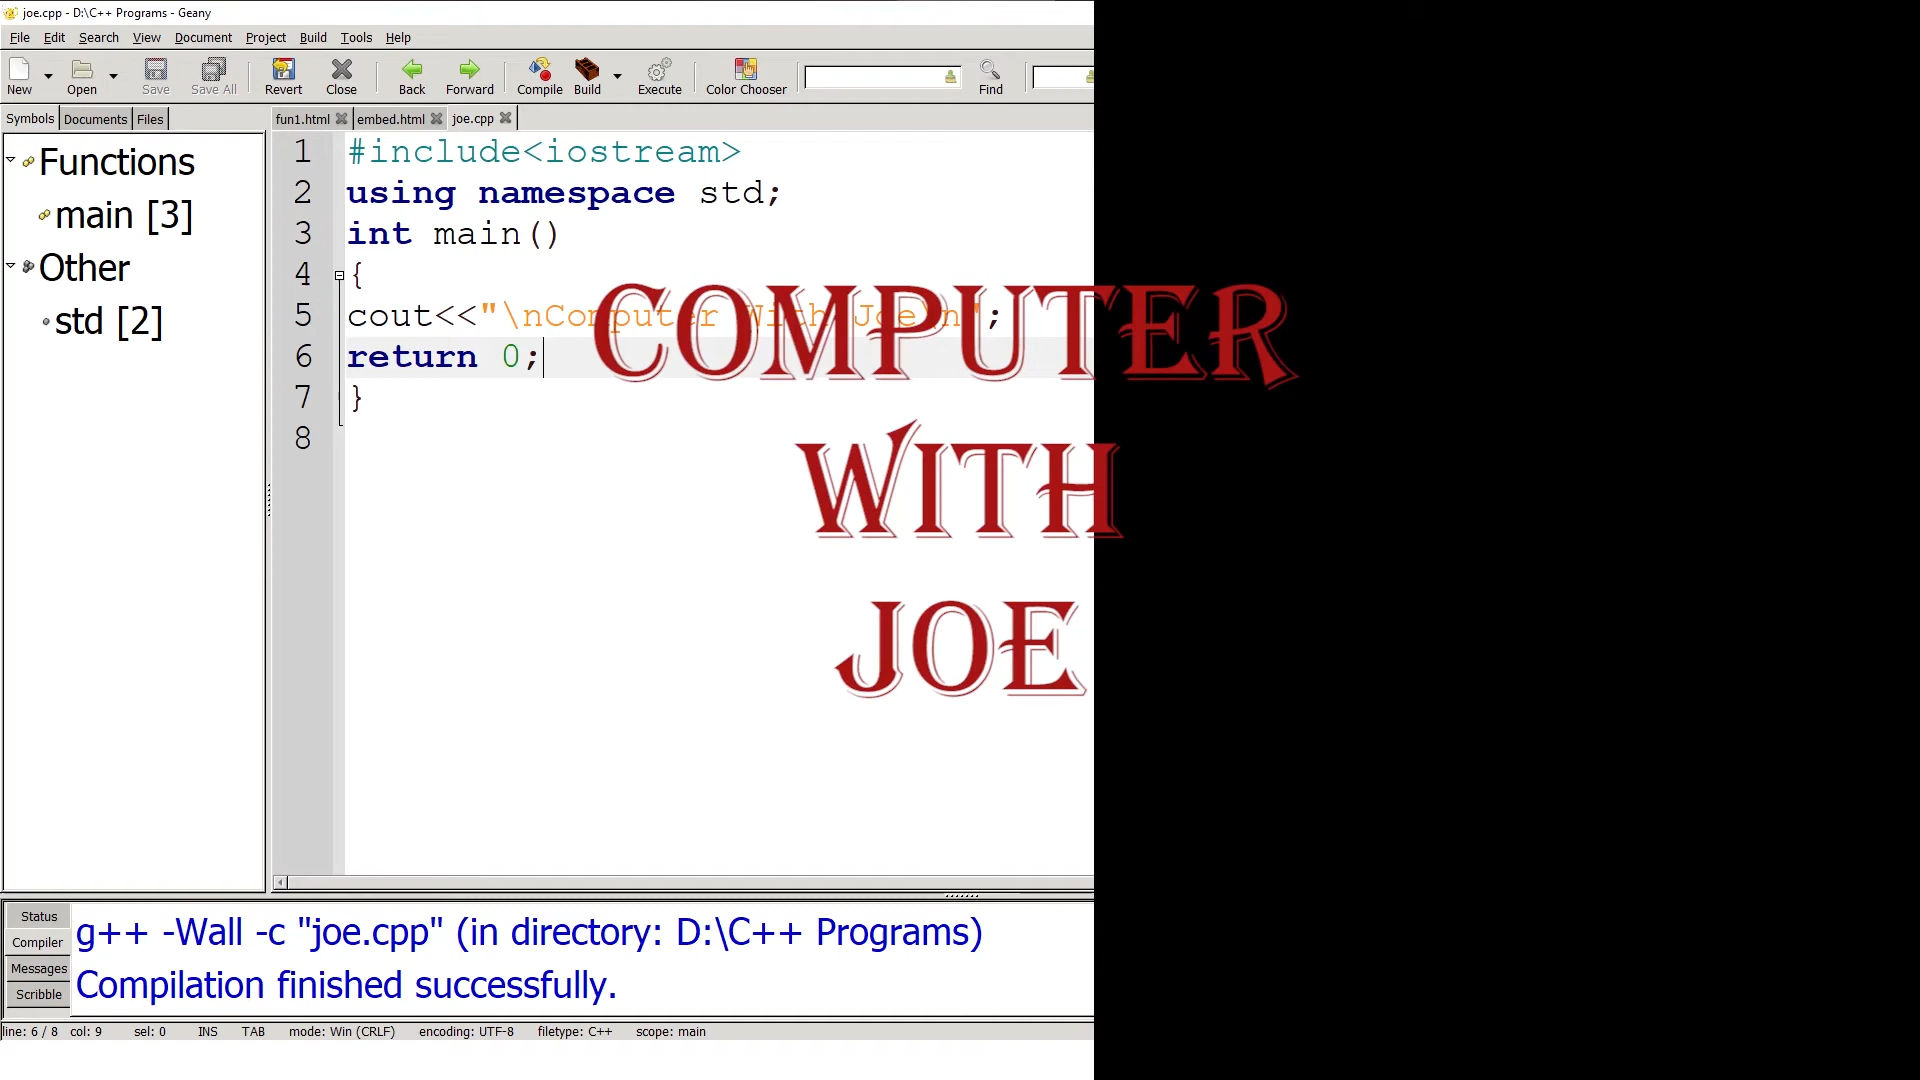 joe.cpp - D:\C++ Programs - Geany
File Edit Search View Document Project Build Tools Help
New Open Save Save All Revert Close Back Forward Compile Build Execute Color Chooser Find
Symbols Documents Files
fun1.html embed.html joe.cpp
Functions
main [3]
Other
std [2]
1 #include<iostream>
2 using namespace std;
3 int main()
4 {
5 cout<<"\nComputer With Joe\n";
6 return 0;
7 }
8
COMPUTER
WITH
JOE
Status
Compiler
Messages
Scribble
g++ -Wall -c "joe.cpp" (in directory: D:\C++ Programs)
Compilation finished successfully.
line: 6 / 8 col: 9 sel: 0 INS TAB mode: Win (CRLF) encoding: UTF-8 filetype: C++ scope: main